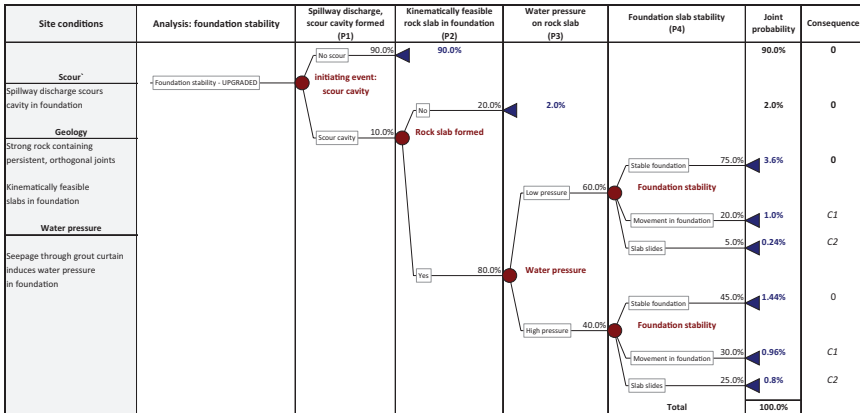 Site conditions
Analysis: foundation stability
Spillway discharge,
scour cavity formed
(P1)
Kinematically feasible
rock slab in foundation
(P2)
Water pressure
on rock slab
(P3)
Foundation slab stability
(P4)
Joint
probability
Consequence
No scour
90.0%
90.0%
90.0%
0
Scour`
Foundation stability - UPGRADED
initiating event:
scour cavity
Spillway discharge scours
cavity in foundation
No
20.0%
2.0%
2.0%
0
Geology
Scour cavity
10.0%
Rock slab formed
Strong rock containing
persistent, orthogonal joints
Stable foundation
75.0%
3.6%
0
Kinematically feasible
slabs in foundation
Low pressure
60.0%
Foundation stability
Movement in foundation
20.0%
1.0%
C1
Water pressure
Slab slides
5.0%
0.24%
C2
Seepage through grout curtain
induces water pressure
in foundation
Yes
80.0%
Water pressure
Stable foundation
45.0%
1.44%
0
High pressure
40.0%
Foundation stability
Movement in foundation
30.0%
0.96%
C1
Slab slides
25.0%
0.8%
C2
Total
100.0%